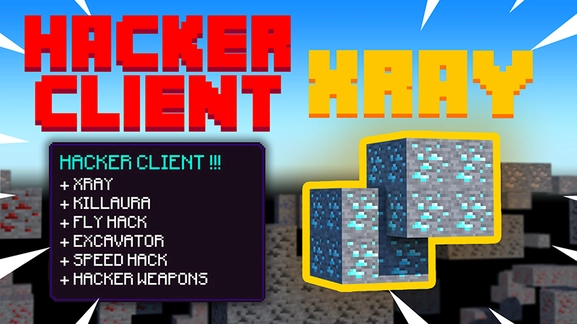 HACKER
CLIENT
XRAY
HACKER CLIENT !!!
+ XRAY
+ KILLAURA
+ FLY HACK
+ EXCAVATOR
+ SPEED HACK
+ HACKER WEAPONS